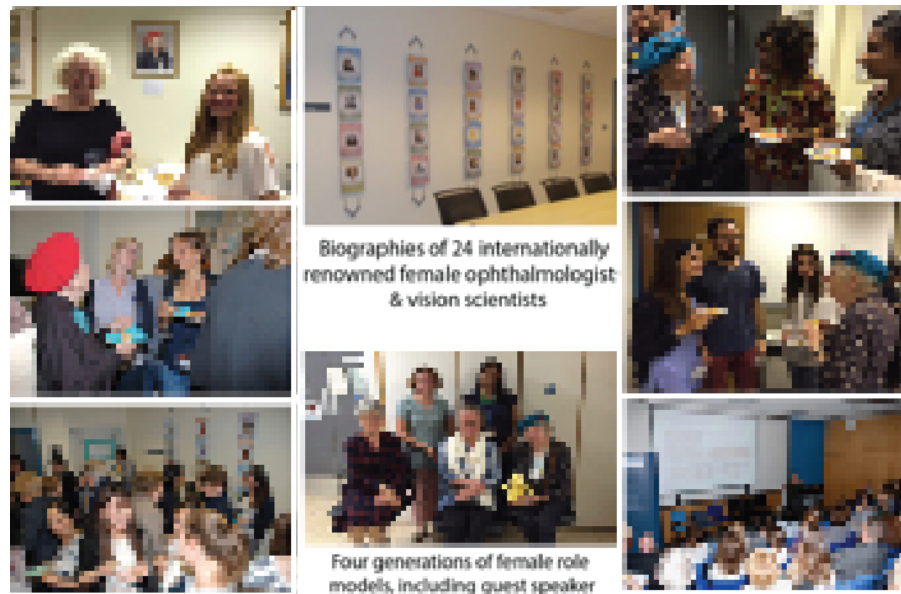 Biographies of 24 internationally
renowned female ophthalmologist
& vision scientists
Four generations of female role
models, including guest speaker